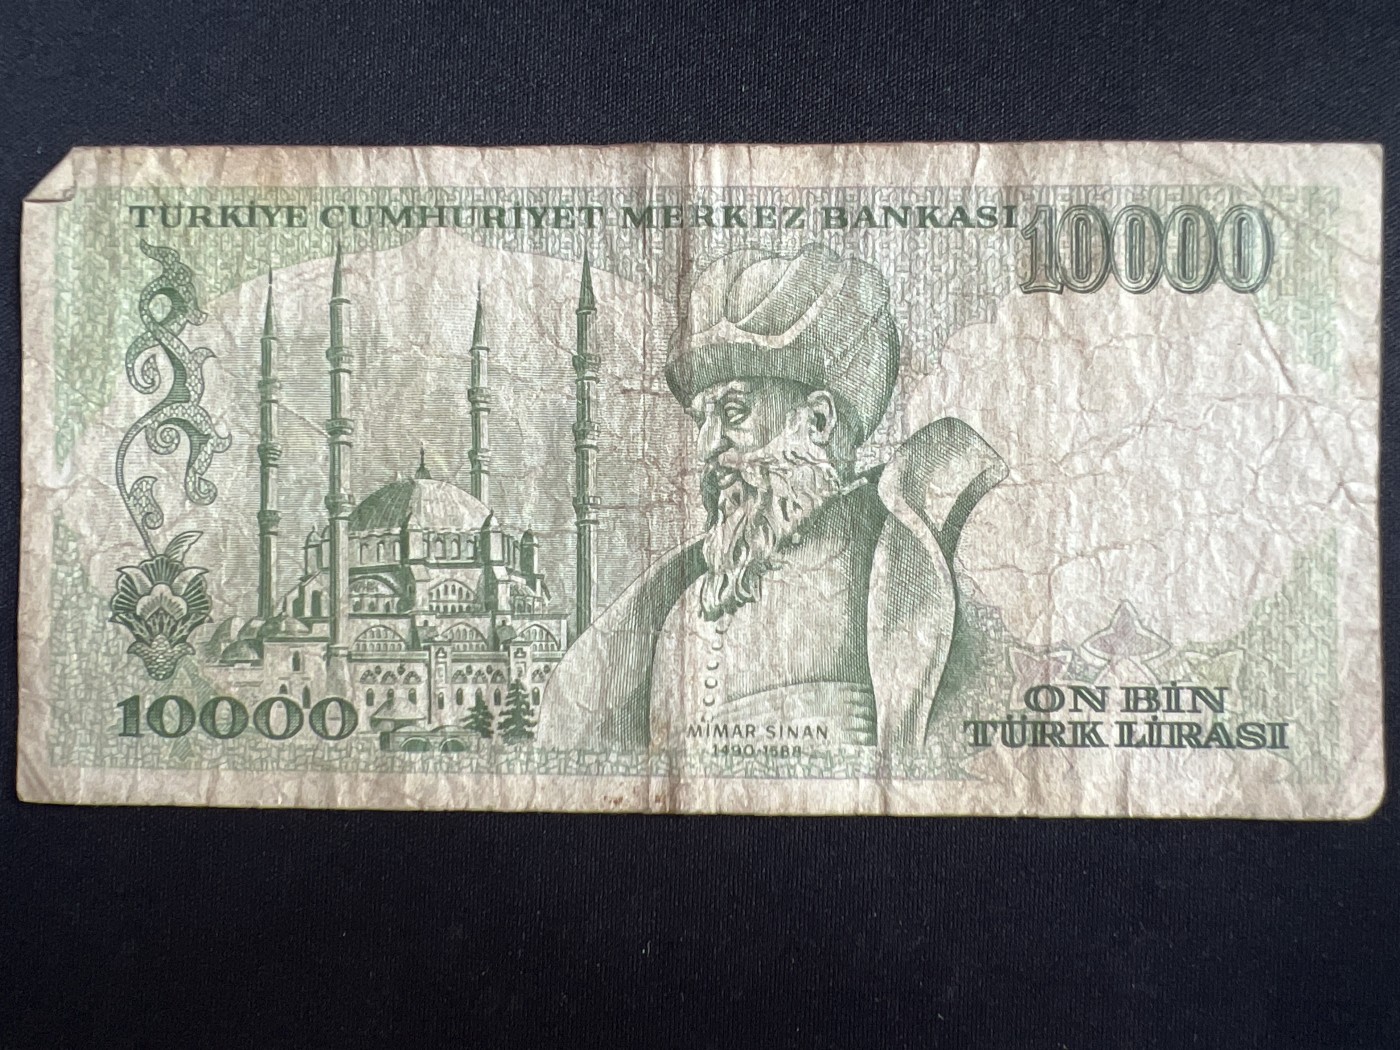 TÜRKİYE CUMHURİYET MERKEZ BANKASI
10000
10000
MİMAR SİNAN
1490-1588
ON BİN
TÜRK LİRASI